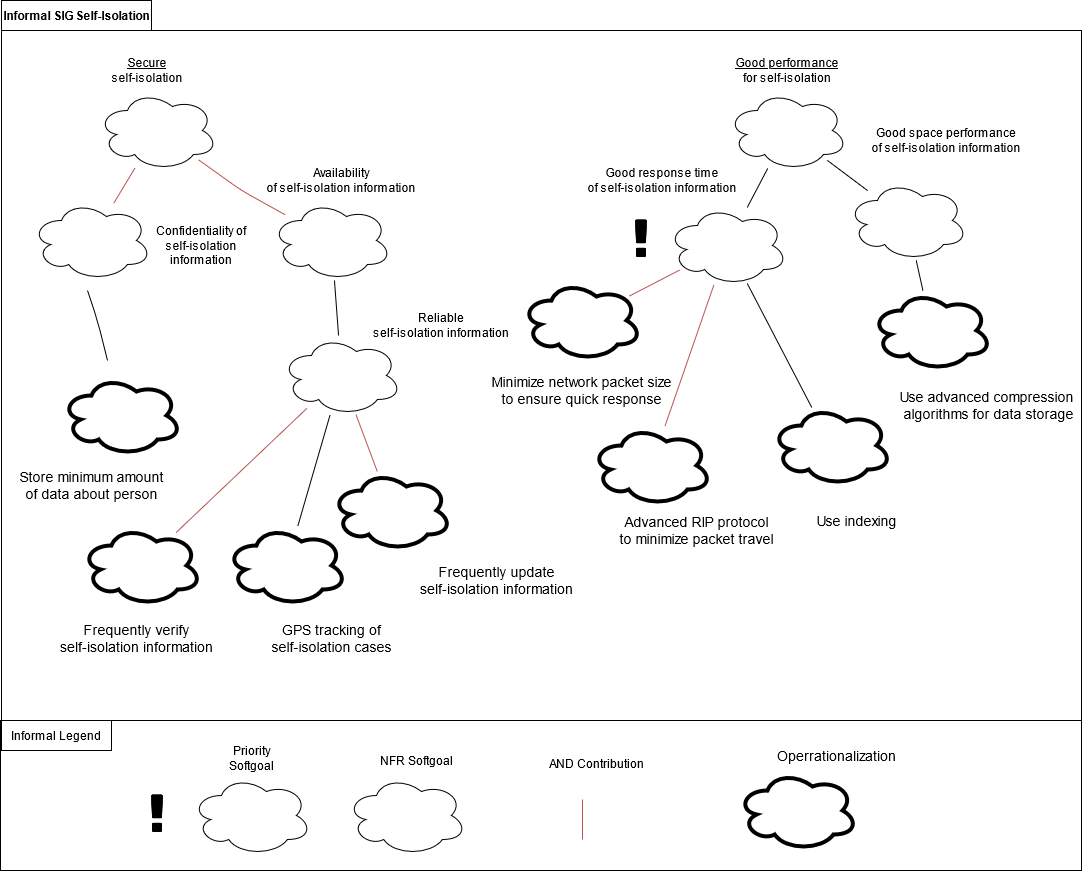 Informal SIG Self-Isolation
Secure
self-isolation
Good performance
for self-isolation
Good space performance
of self-isolation information
Availability
of self-isolation information
Good response time
of self-isolation information
!
Confidentiality of
self-isolation
information
Reliable
self-isolation information
Minimize network packet size
to ensure quick response
Use advanced compression
algorithms for data storage
Store minimum amount
of data about person
Advanced RIP protocol
to minimize packet travel
Use indexing
Frequently update
self-isolation information
Frequently verify
self-isolation information
GPS tracking of
self-isolation cases
Informal Legend
!
Priority
Softgoal
NFR Softgoal
AND Contribution
Operrationalization